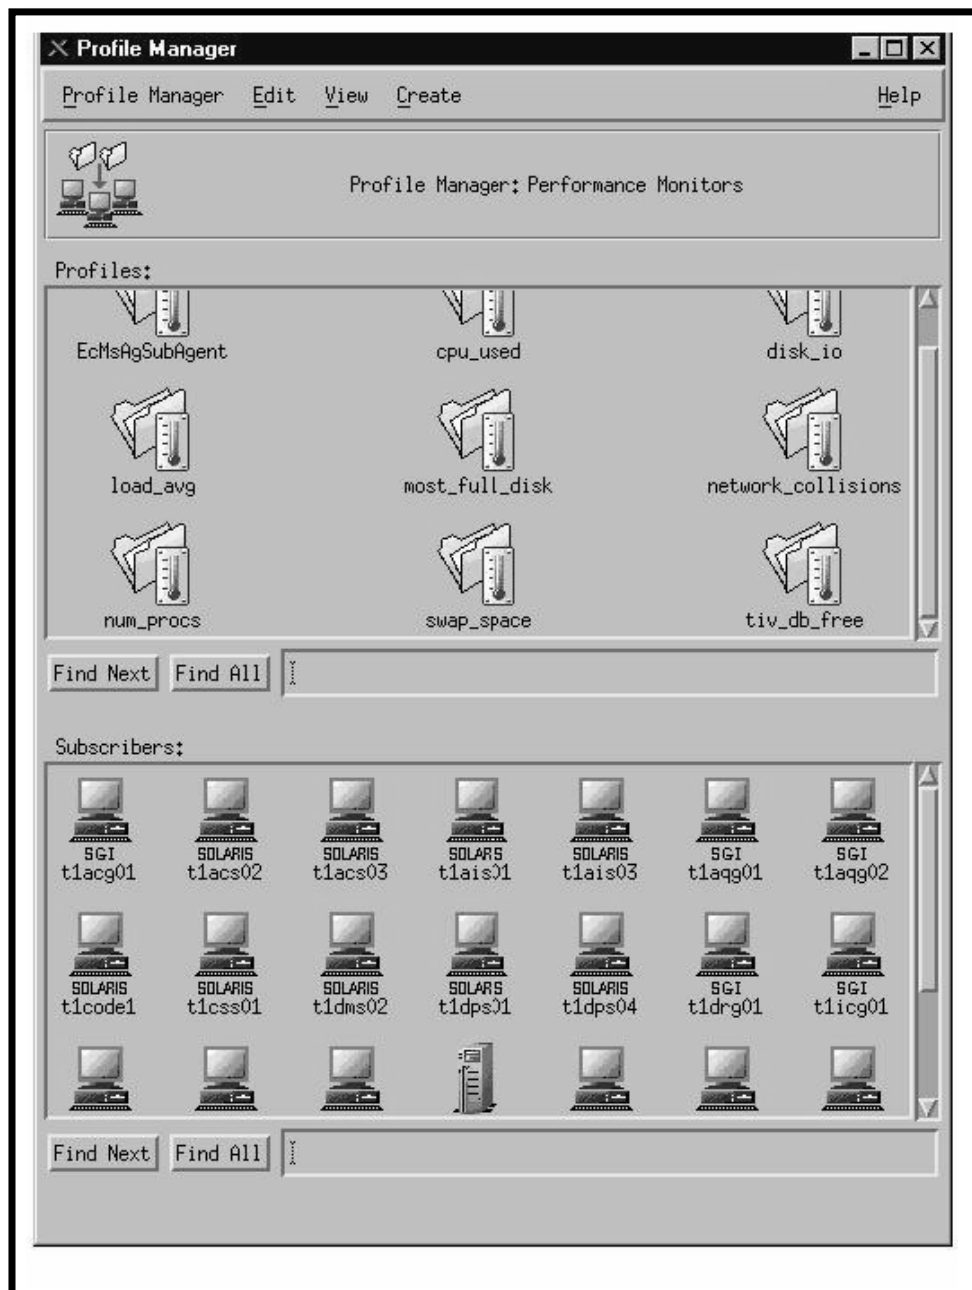 Profile Manager
Profile Manager Edit View Create Help
Profile Manager: Performance Monitors
Profiles:
EcMsAgSubAgent cpu_used disk_io
load_avg most_full_disk network_collisions
num_procs swap_space tiv_db_free
Find Next Find All
Subscribers:
SGI SOLARIS SOLARIS SOLARS SOLARIS SGI SGI
t1acg01 t1acs02 t1acs03 t1ais01 t1ais03 t1aqg01 t1aqg02
SOLARIS SOLARIS SOLARIS SOLARIS SOLARIS SGI SGI
t1code1 t1css01 t1dms02 t1dps01 t1dps04 t1drg01 t1icg01
Find Next Find All